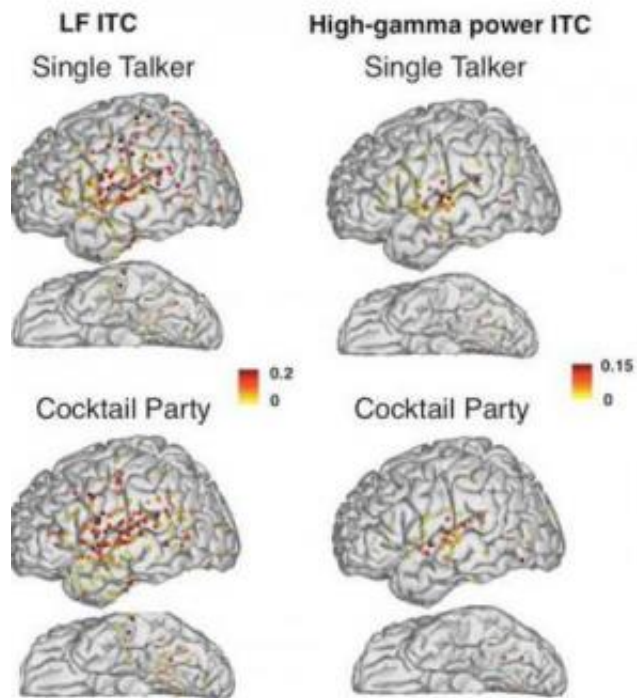 LF ITC
High-gamma power ITC
Single Talker
Single Talker
0.2
0
0.15
0
Cocktail Party
Cocktail Party